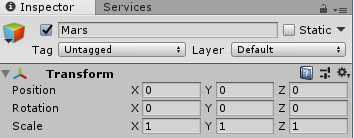 Inspector Services
Mars Static
Tag Untagged Layer Default
Transform
Position X 0 Y 0 Z 0
Rotation X 0 Y 0 Z 0
Scale X 1 Y 1 Z 1